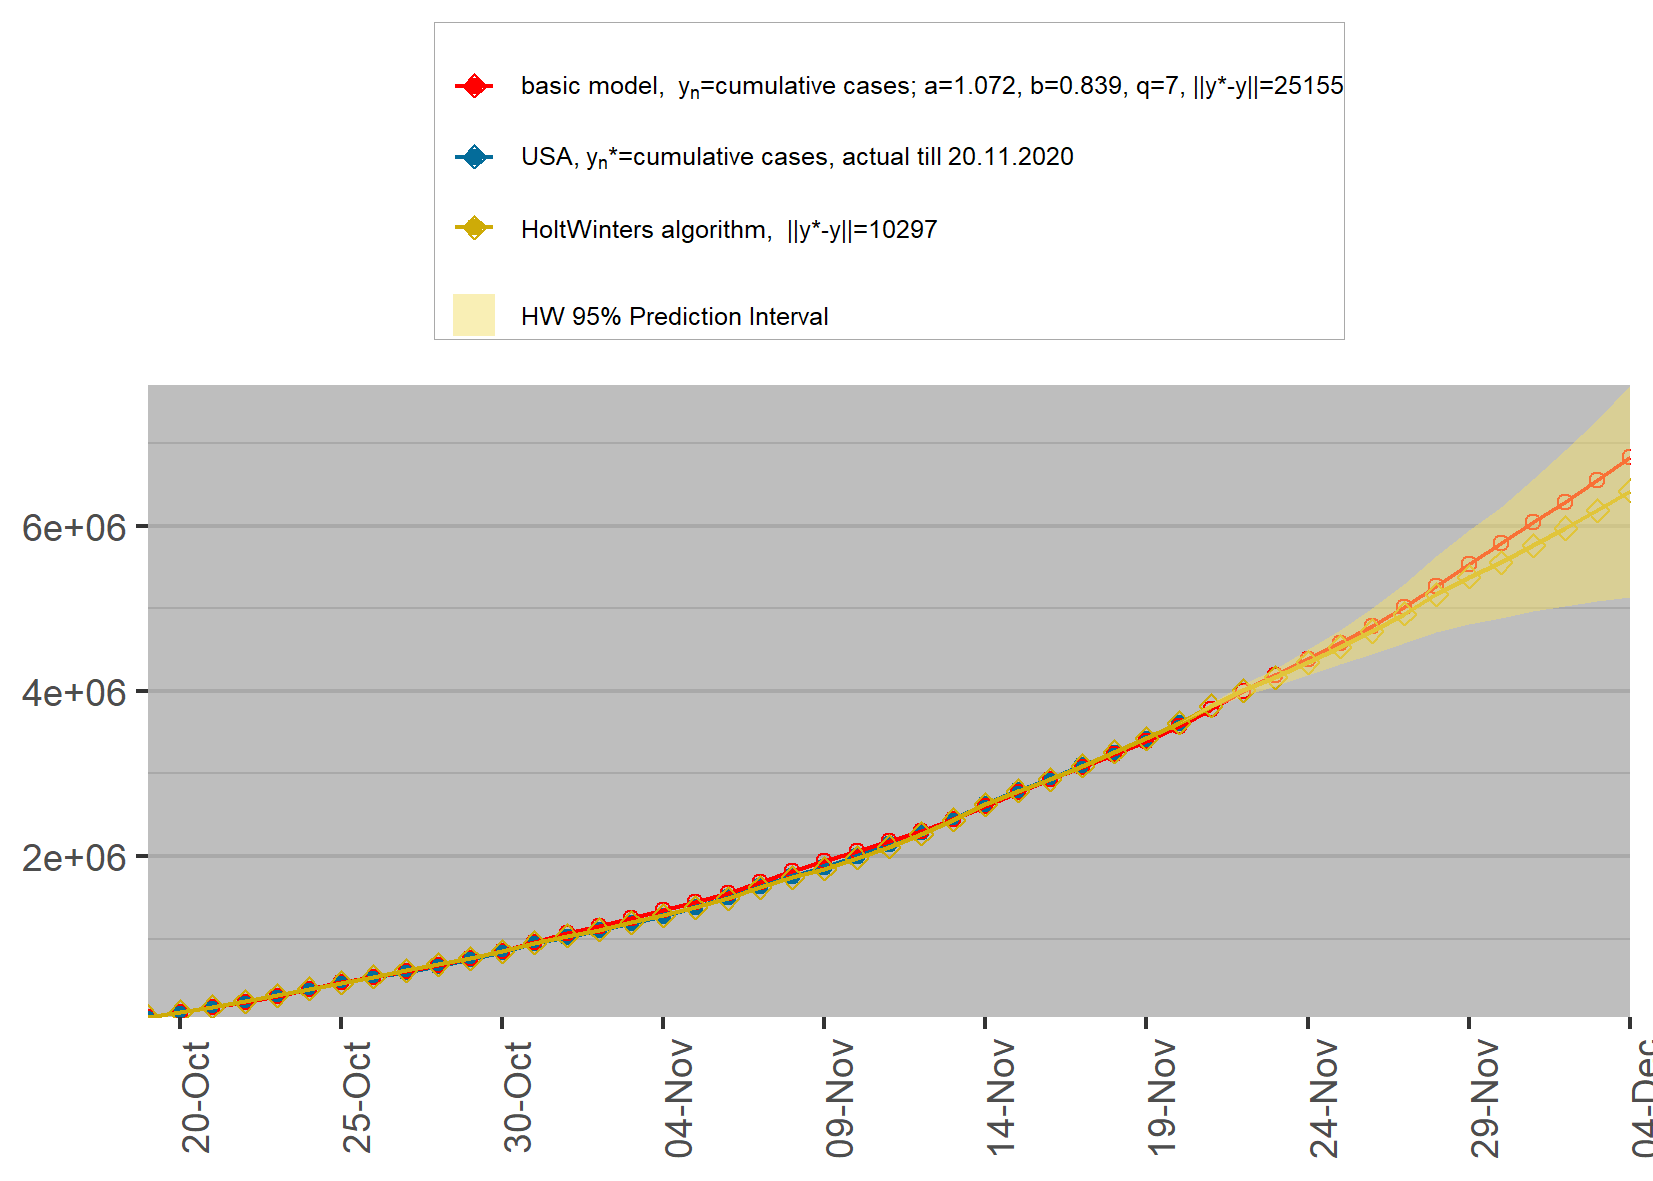 basic model,  yn=cumulative cases; a=1.072, b=0.839, q=7, ||y*-y||=25155
USA, yn*=cumulative cases, actual till 20.11.2020
HoltWinters algorithm,  ||y*-y||=10297
HW 95% Prediction Interval
6e+06
4e+06
2e+06
20-Oct
25-Oct
30-Oct
04-Nov
09-Nov
14-Nov
19-Nov
24-Nov
29-Nov
04-Dec